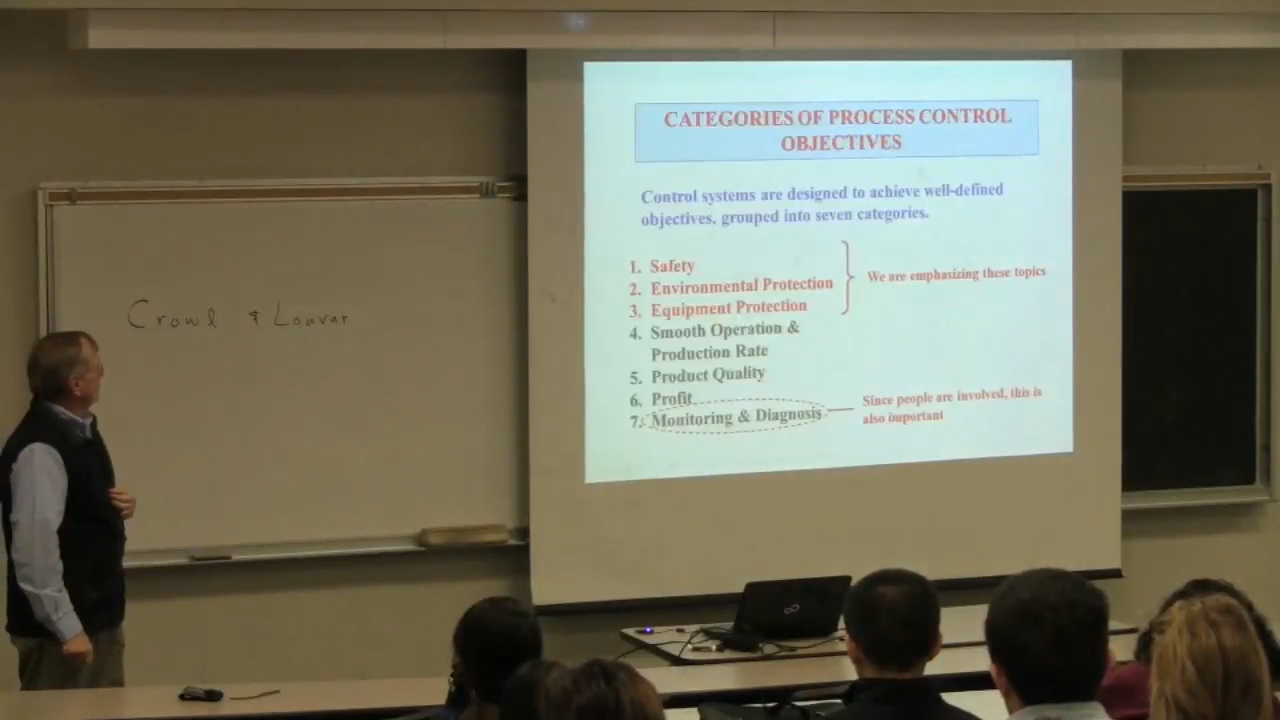 Crowl & Louvar
CATEGORIES OF PROCESS CONTROL
OBJECTIVES
Control systems are designed to achieve well-defined
objectives, grouped into seven categories.
1. Safety
2. Environmental Protection
3. Equipment Protection
We are emphasizing these topics
4. Smooth Operation &
Production Rate
5. Product Quality
6. Profit
7. Monitoring & Diagnosis
Since people are involved, this is
also important